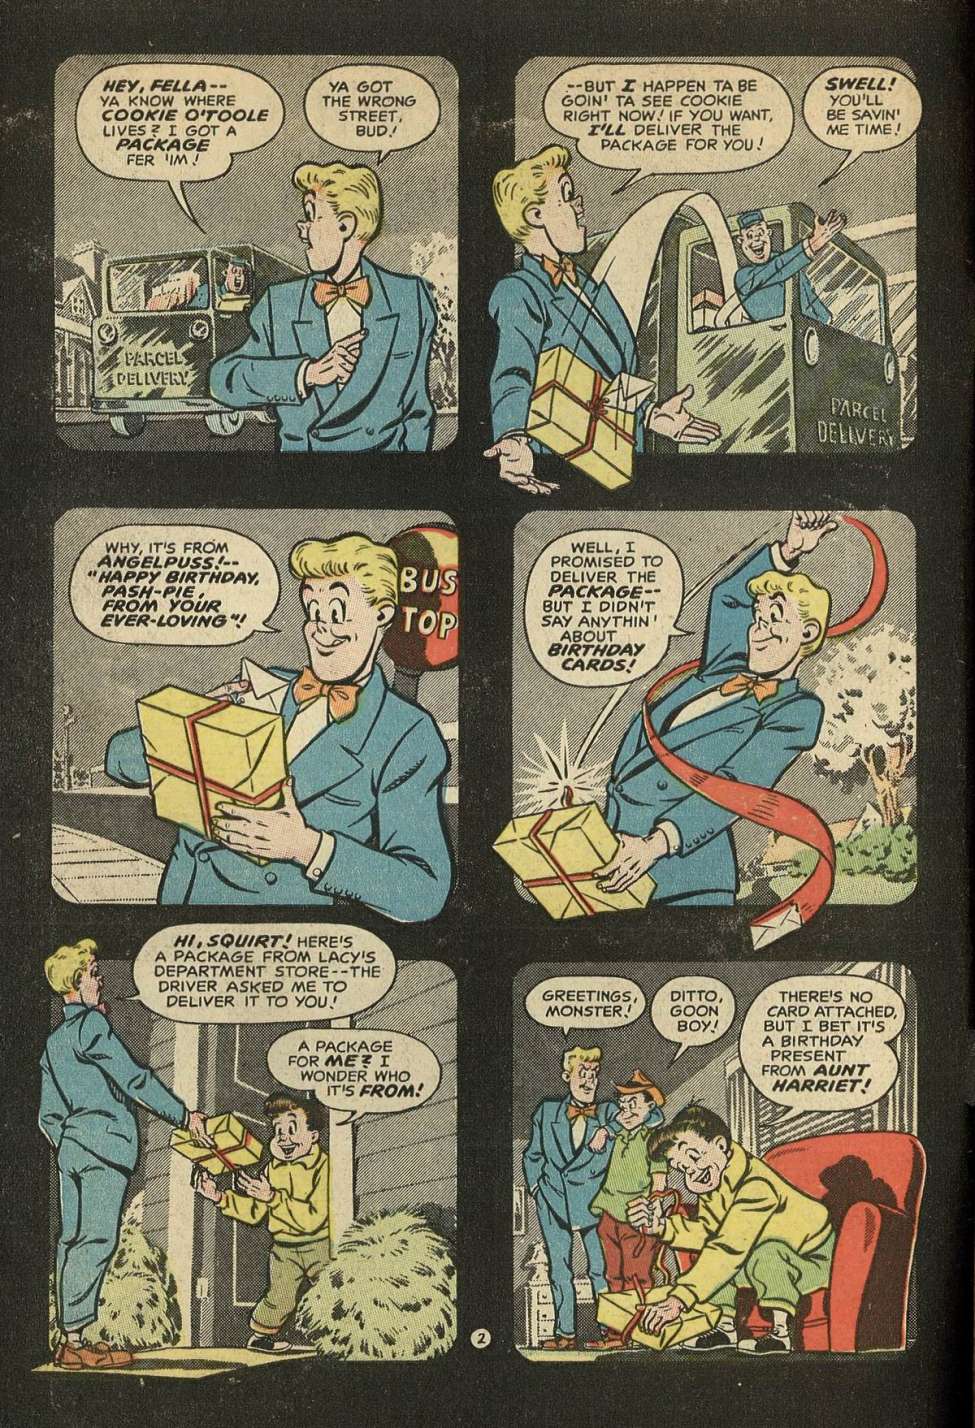 HEY, FELLA--
YA KNOW WHERE
COOKIE O'TOOLE
LIVES? I GOT A
PACKAGE
FER 'IM!
YA GOT
THE WRONG
STREET,
BUD!
PARCEL
DELIVERY
--BUT I HAPPEN TA BE
GOIN' TA SEE COOKIE
RIGHT NOW! IF YOU WANT,
I'LL DELIVER THE
PACKAGE FOR YOU!
SWELL!
YOU'LL
BE SAVIN'
ME TIME!
PARCEL
DELIVERY
WHY, IT'S FROM
ANGELPUSS!--
"HAPPY BIRTHDAY,
PASH-PIE,
FROM YOUR
EVER-LOVING"!
BUS
TOP
WELL, I
PROMISED TO
DELIVER THE
PACKAGE--
BUT I DIDN'T
SAY ANYTHIN'
ABOUT
BIRTHDAY
CARDS!
HI, SQUIRT! HERE'S
A PACKAGE FROM LACY'S
DEPARTMENT STORE--THE
DRIVER ASKED ME TO
DELIVER IT TO YOU!
A PACKAGE
FOR ME? I
WONDER WHO
IT'S FROM!
GREETINGS,
MONSTER!
DITTO,
GOON
BOY!
THERE'S NO
CARD ATTACHED,
BUT I BET IT'S
A BIRTHDAY
PRESENT
FROM AUNT
HARRIET!
2